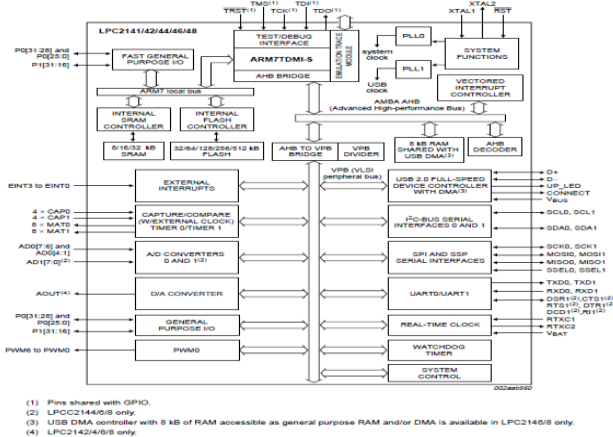 TMS(1) TDI(1)
TRST(1) TCK(1) TDO(1)
XTAL2
XTAL1 RST
LPC2141/42/44/46/48
P0[31:28] and
P0[25:0]
P1[31:16]
FAST GENERAL
PURPOSE I/O
TEST/DEBUG
INTERFACE
ARM7TDMI-S
AHB BRIDGE
EMULATION TRACE
MODULE
PLL0
system
clock
PLL1
USB
clock
SYSTEM
FUNCTIONS
VECTORED
INTERRUPT
CONTROLLER
ARM7 local bus
AMBA AHB
(Advanced High-performance Bus)
INTERNAL
SRAM
CONTROLLER
INTERNAL
FLASH
CONTROLLER
8/16/32 kB
SRAM
32/64/128/256/512 kB
FLASH
AHB TO VPB
BRIDGE
VPB
DIVIDER
8 kB RAM
SHARED WITH
USB DMA(3)
AHB
DECODER
VPB (VLSI
peripheral bus)
EINT3 to EINT0
EXTERNAL
INTERRUPTS
USB 2.0 FULL-SPEED
DEVICE CONTROLLER
WITH DMA(3)
D+
D-
UP_LED
CONNECT
VBUS
4 × CAP0
4 × CAP1
8 × MAT0
8 × MAT1
CAPTURE/COMPARE
(W/EXTERNAL CLOCK)
TIMER 0/TIMER 1
I2C-BUS SERIAL
INTERFACES 0 AND 1
SCL0, SCL1
SDA0, SDA1
AD0[7:6] and
AD0[4:1]
AD1[7:0](2)
A/D CONVERTERS
0 AND 1(2)
SPI AND SSP
SERIAL INTERFACES
SCK0, SCK1
MOSI0, MOSI1
MISO0, MISO1
SSEL0, SSEL1
AOUT(4)
D/A CONVERTER
UART0/UART1
TXD0, TXD1
RXD0, RXD1
DSR1(2),CTS1(2)
RTS1(2), DTR1(2)
DCD1(2),RI1(2)
P0[31:28] and
P0[25:0]
P1[31:16]
GENERAL
PURPOSE I/O
REAL-TIME CLOCK
RTXC1
RTXC2
VBAT
PWM6 to PWM0
PWM0
WATCHDOG
TIMER
SYSTEM
CONTROL
002aab560
(1) Pins shared with GPIO.
(2) LPCC2144/6/8 only.
(3) USB DMA controller with 8 kB of RAM accessible as general purpose RAM and/or DMA is available in LPC2146/8 only.
(4) LPC2142/4/6/8 only.